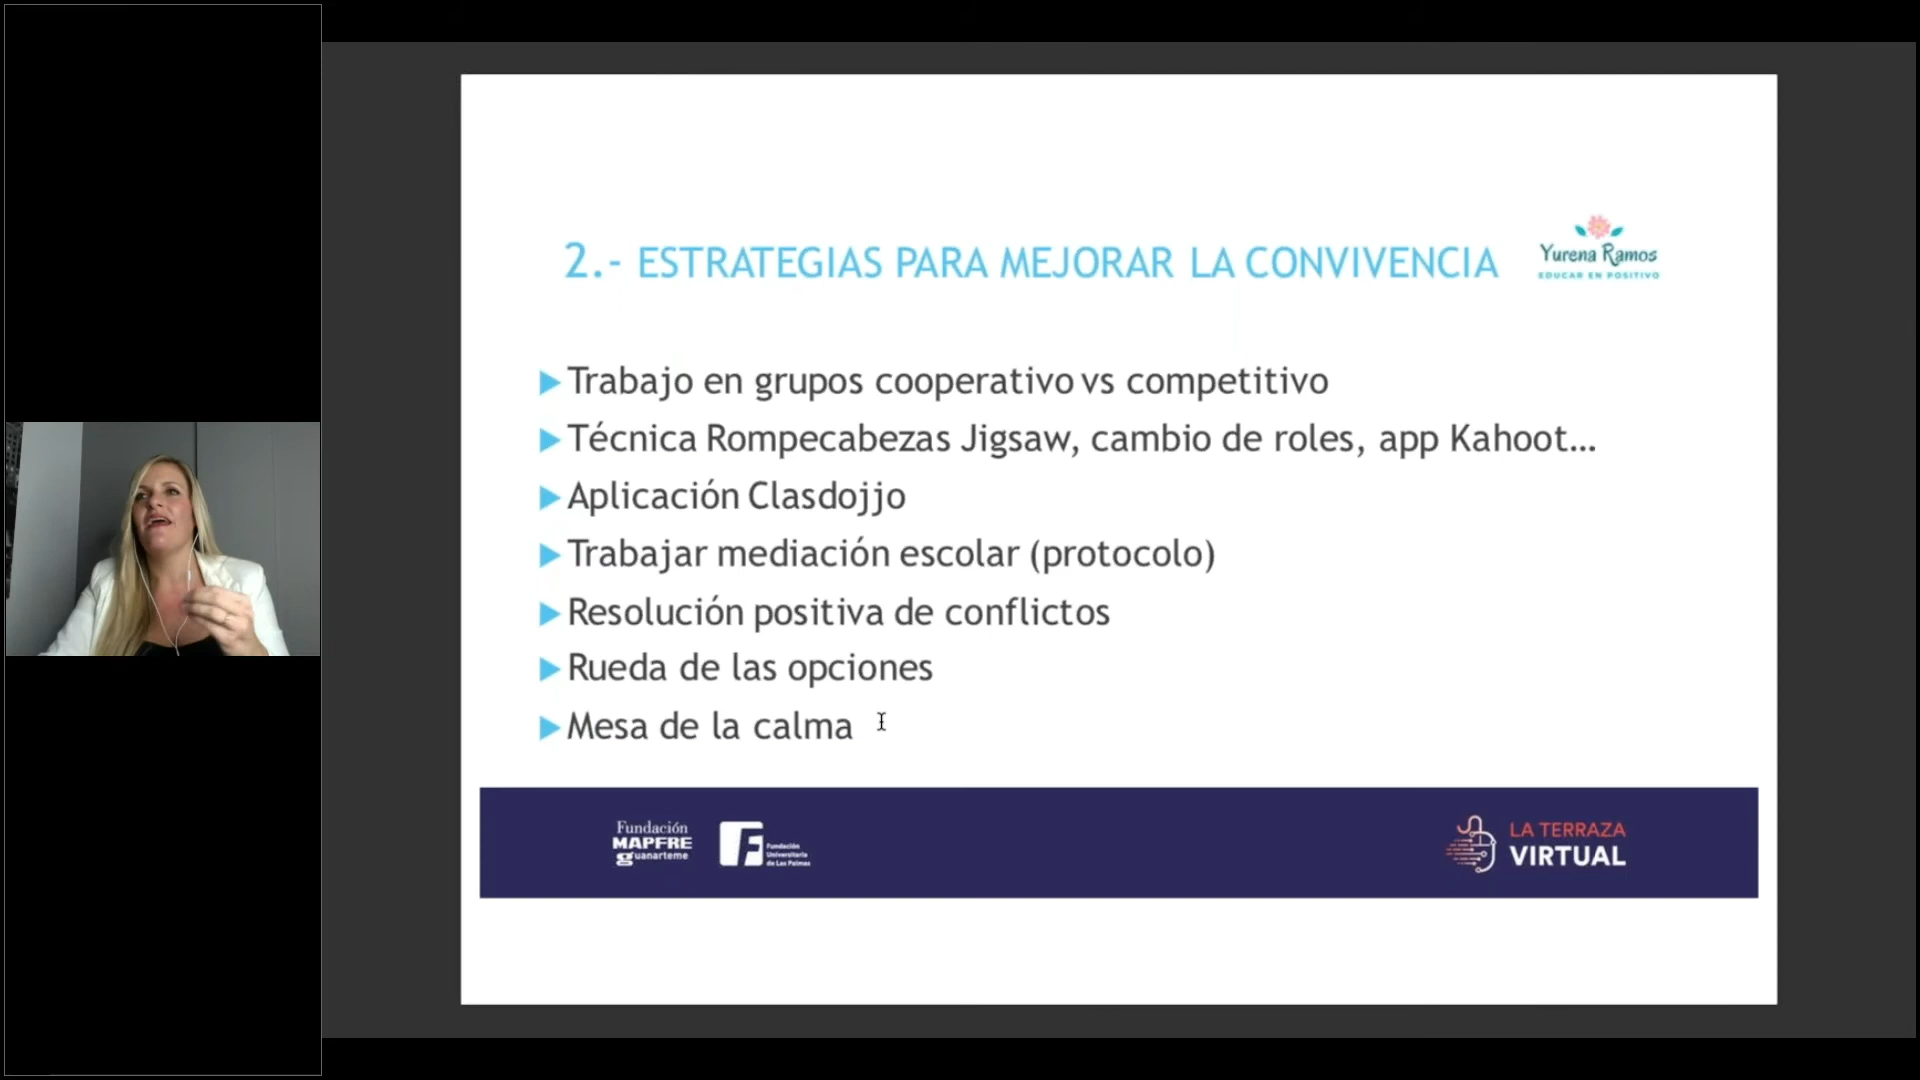 2.- ESTRATEGIAS PARA MEJORAR LA CONVIVENCIA
Yurena Ramos
EDUCAR EN POSITIVO
Trabajo en grupos cooperativo vs competitivo
Técnica Rompecabezas Jigsaw, cambio de roles, app Kahoot...
Aplicación Clasdojjo
Trabajar mediación escolar (protocolo)
Resolución positiva de conflictos
Rueda de las opciones
Mesa de la calma
Fundación
MAPFRE
guanarteme
Fundación
Universitaria
de Las Palmas
LA TERRAZA
VIRTUAL